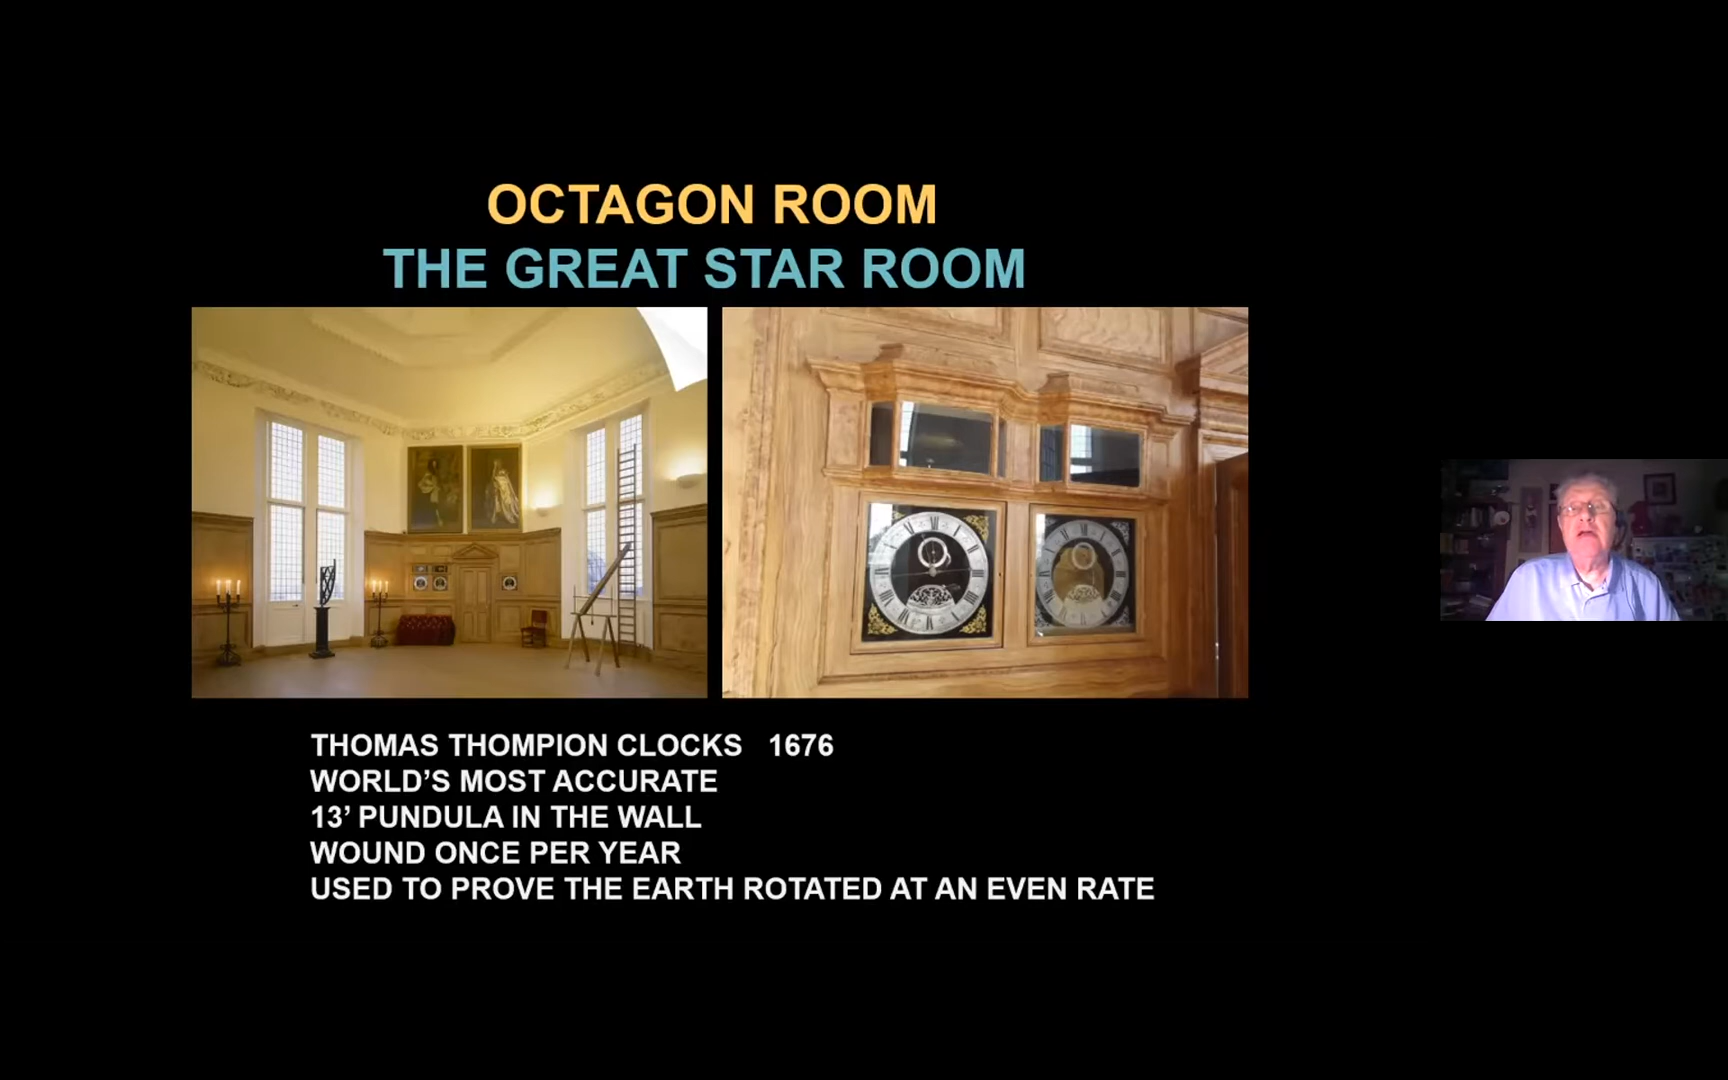 OCTAGON ROOM
THE GREAT STAR ROOM
THOMAS THOMPION CLOCKS 1676
WORLD’S MOST ACCURATE
13’ PUNDULA IN THE WALL
WOUND ONCE PER YEAR
USED TO PROVE THE EARTH ROTATED AT AN EVEN RATE